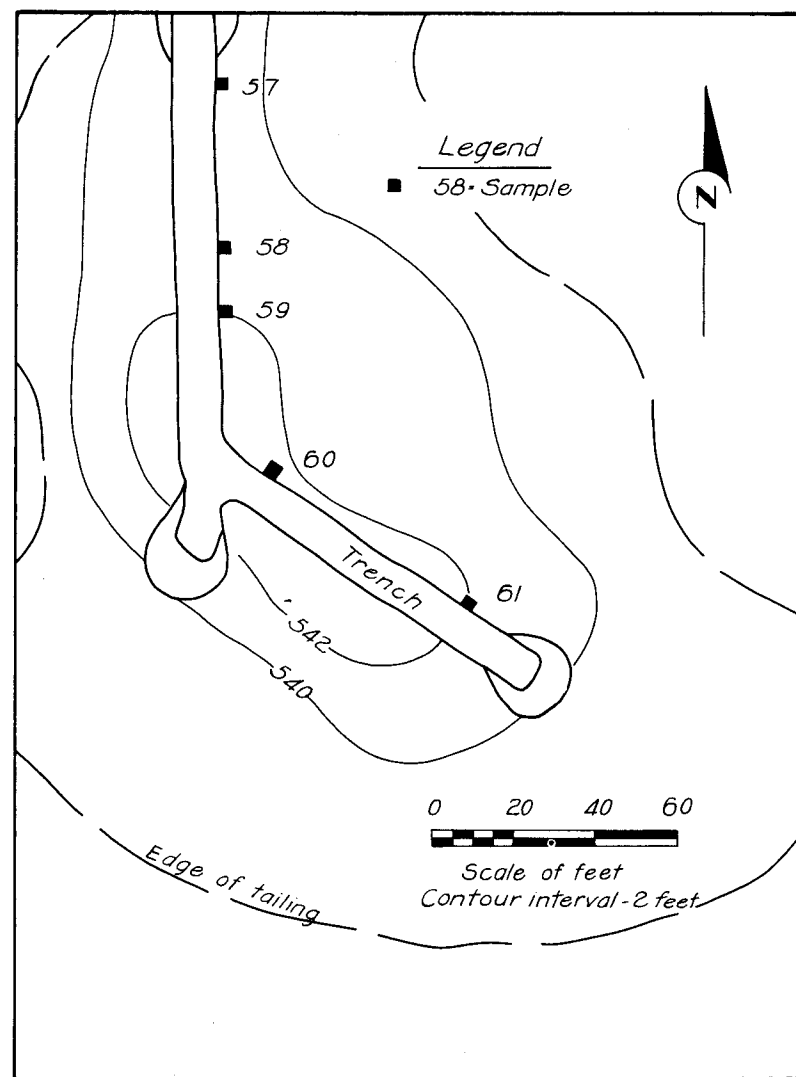 57
Legend
58-Sample
N
58
59
60
Trench
61
542
540
0 20 40 60
Scale of feet
Contour interval-2 feet
Edge of tailing